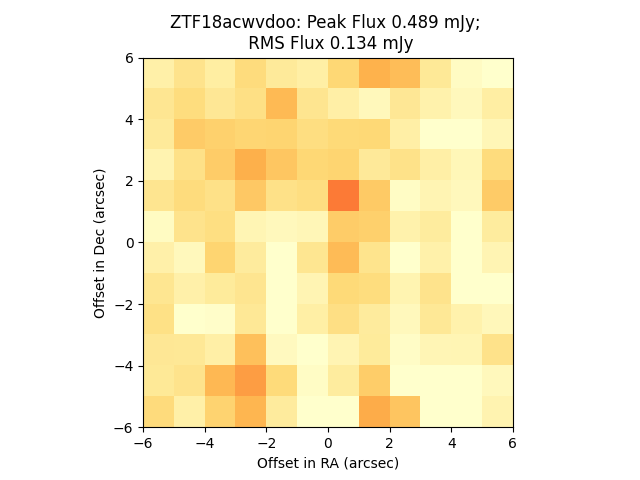 ZTF18acwvdoo: Peak Flux 0.489 mJy;
RMS Flux 0.134 mJy
6
4
2
0
−2
−4
−6
Offset in Dec (arcsec)
−6 −4 −2 0 2 4 6
Offset in RA (arcsec)